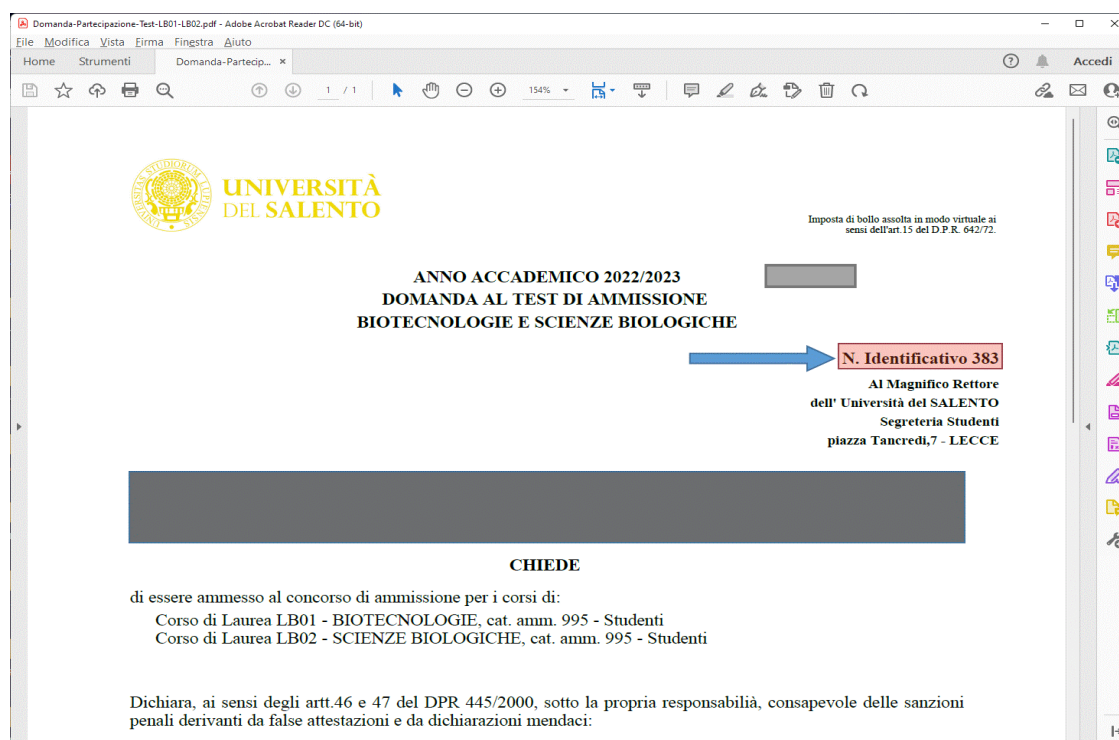 Domanda-Partecipazione-Test-LB01-LB02.pdf - Adobe Acrobat Reader DC (64-bit)
File Modifica Vista Firma Finestra Aiuto
Home Strumenti Domanda-Partecip... × Accedi
1 / 1 154%
STUDIORUM UNIVERSITAS LUPIENSIS
UNIVERSITÀ
DEL SALENTO
Imposta di bollo assolta in modo virtuale ai
sensi dell'art.15 del D.P.R. 642/72.
ANNO ACCADEMICO 2022/2023
DOMANDA AL TEST DI AMMISSIONE
BIOTECNOLOGIE E SCIENZE BIOLOGICHE
N. Identificativo 383
Al Magnifico Rettore
dell' Università del SALENTO
Segreteria Studenti
piazza Tancredi,7 - LECCE
CHIEDE
di essere ammesso al concorso di ammissione per i corsi di:
Corso di Laurea LB01 - BIOTECNOLOGIE, cat. amm. 995 - Studenti
Corso di Laurea LB02 - SCIENZE BIOLOGICHE, cat. amm. 995 - Studenti
Dichiara, ai sensi degli artt.46 e 47 del DPR 445/2000, sotto la propria responsabilià, consapevole delle sanzioni
penali derivanti da false attestazioni e da dichiarazioni mendaci: